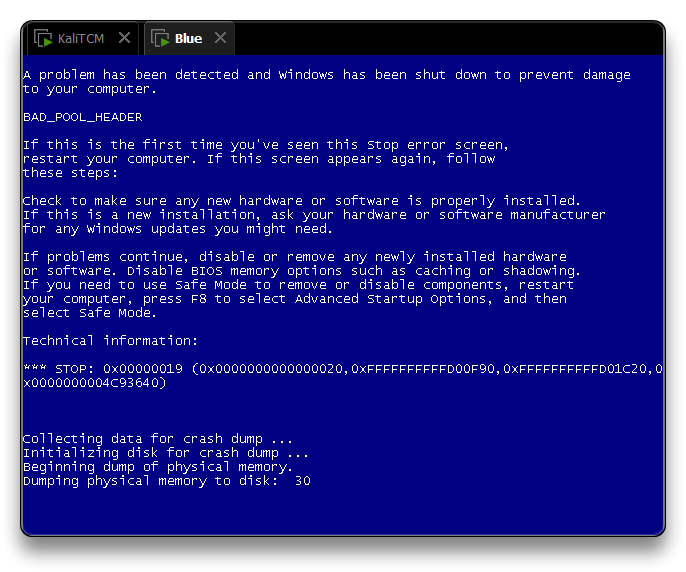 KaliTCM
Blue
A problem has been detected and Windows has been shut down to prevent damage
to your computer.
BAD_POOL_HEADER
If this is the first time you've seen this Stop error screen,
restart your computer. If this screen appears again, follow
these steps:
Check to make sure any new hardware or software is properly installed.
If this is a new installation, ask your hardware or software manufacturer
for any Windows updates you might need.
If problems continue, disable or remove any newly installed hardware
or software. Disable BIOS memory options such as caching or shadowing.
If you need to use Safe Mode to remove or disable components, restart
your computer, press F8 to select Advanced Startup Options, and then
select Safe Mode.
Technical information:
*** STOP: 0x00000019 (0x0000000000000020,0xFFFFFFFFFFD00F90,0xFFFFFFFFFFD01C20,0
x0000000004C93640)
Collecting data for crash dump ...
Initializing disk for crash dump ...
Beginning dump of physical memory.
Dumping physical memory to disk:  30